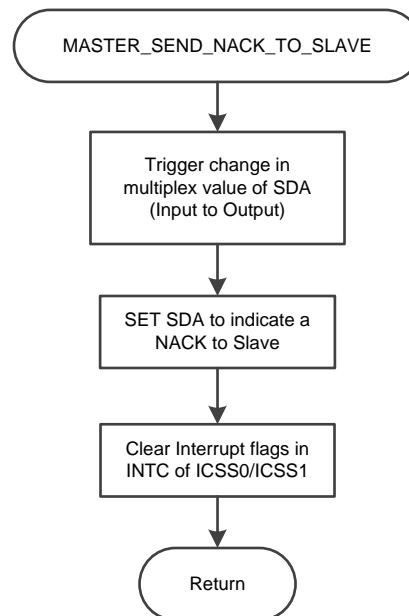 MASTER_SEND_NACK_TO_SLAVE
Trigger change in
multiplex value of SDA
(Input to Output)
SET SDA to indicate a
NACK to Slave
Clear Interrupt flags in
INTC of ICSS0/ICSS1
Return